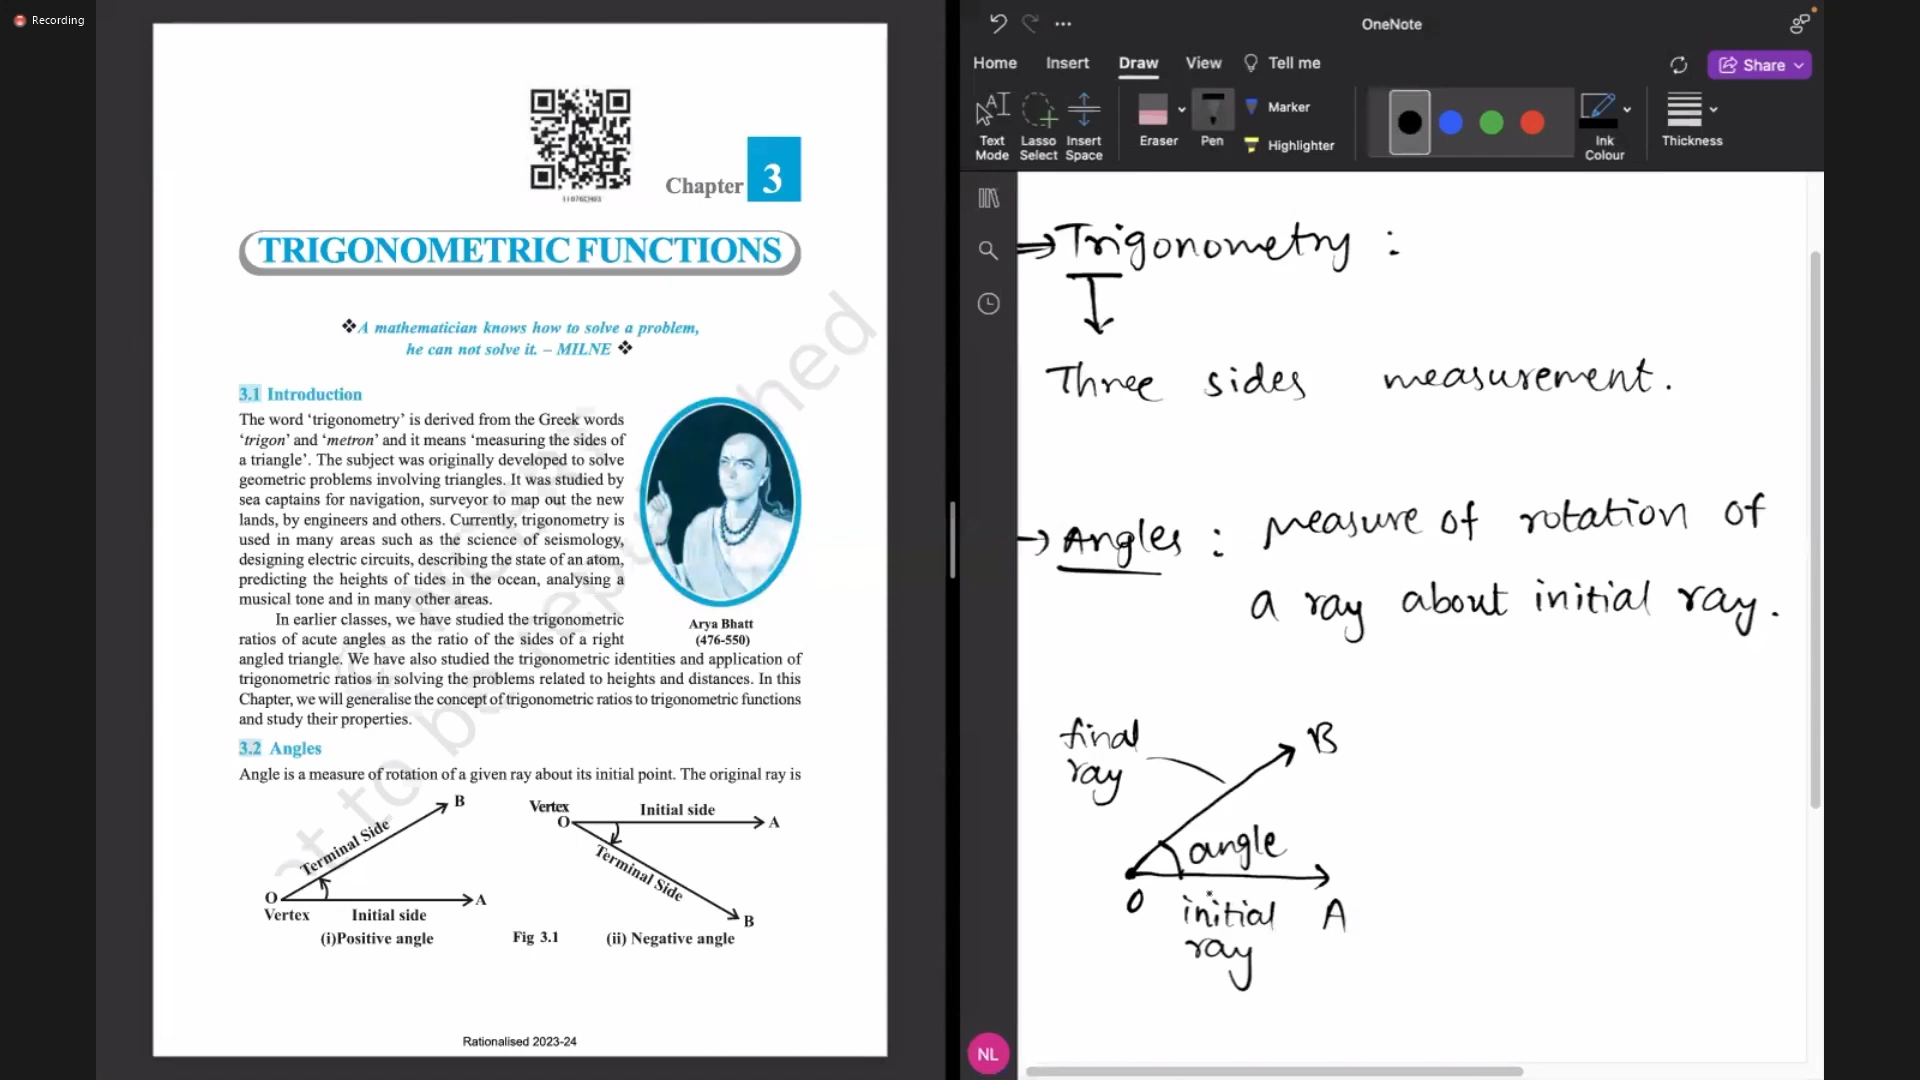 Recording
11076CH03
Chapter 3
TRIGONOMETRIC FUNCTIONS
❖A mathematician knows how to solve a problem,
he can not solve it. – MILNE ❖
3.1 Introduction
The word ‘trigonometry’ is derived from the Greek words
‘trigon’ and ‘metron’ and it means ‘measuring the sides of
a triangle’. The subject was originally developed to solve
geometric problems involving triangles. It was studied by
sea captains for navigation, surveyor to map out the new
lands, by engineers and others. Currently, trigonometry is
used in many areas such as the science of seismology,
designing electric circuits, describing the state of an atom,
predicting the heights of tides in the ocean, analysing a
musical tone and in many other areas.
Arya Bhatt
(476-550)
In earlier classes, we have studied the trigonometric
ratios of acute angles as the ratio of the sides of a right
angled triangle. We have also studied the trigonometric identities and application of
trigonometric ratios in solving the problems related to heights and distances. In this
Chapter, we will generalise the concept of trigonometric ratios to trigonometric functions
and study their properties.
3.2 Angles
Angle is a measure of rotation of a given ray about its initial point. The original ray is
B
Terminal Side
O
A
Vertex Initial side
(i)Positive angle
Fig 3.1
Vertex
Initial side
O
A
Terminal Side
B
(ii) Negative angle
Rationalised 2023-24
OneNote
Home Insert Draw View Tell me
Share
Text Mode
Lasso Select
Insert Space
Eraser
Pen
Marker
Highlighter
Ink Colour
Thickness
⇒ Trigonometry :
↓
Three sides measurement.
→ Angles : Measure of rotation of
a ray about initial ray.
final
ray
B
angle
O
initial
ray
A
NL